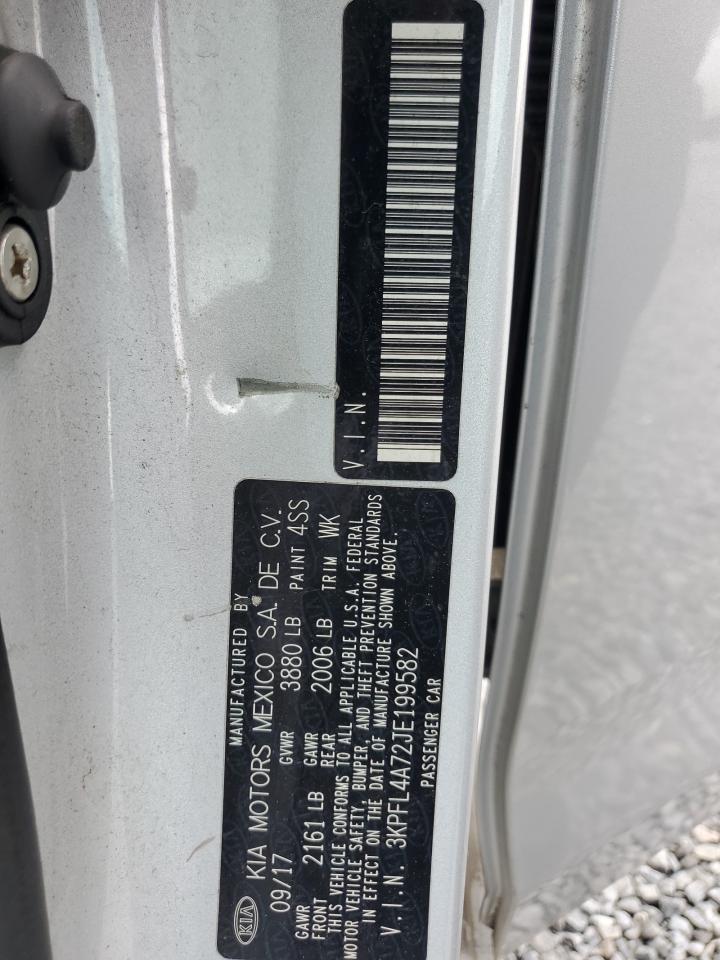 V.I.N.
MANUFACTURED BY
KIA KIA MOTORS MEXICO S.A. DE C.V.
09/17 GVWR 3880 LB PAINT 4SS
GAWR FRONT 2161 LB GAWR REAR 2006 LB TRIM WK
THIS VEHICLE CONFORMS TO ALL APPLICABLE U.S.A. FEDERAL
MOTOR VEHICLE SAFETY, BUMPER, AND THEFT PREVENTION STANDARDS
IN EFFECT ON THE DATE OF MANUFACTURE SHOWN ABOVE.
V.I.N. 3KPFL4A72JE199582
PASSENGER CAR